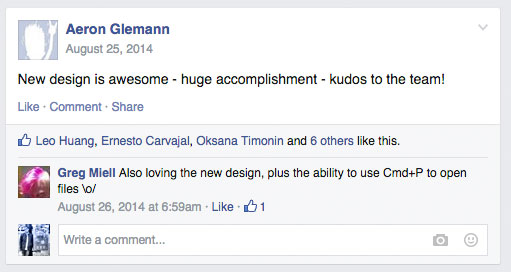 Aeron Glemann
August 25, 2014
New design is awesome - huge accomplishment - kudos to the team!
Like · Comment · Share
Leo Huang, Ernesto Carvajal, Oksana Timonin and 6 others like this.
Greg Miell Also loving the new design, plus the ability to use Cmd+P to open
files \o/
August 26, 2014 at 6:59am · Like · 1
Write a comment...